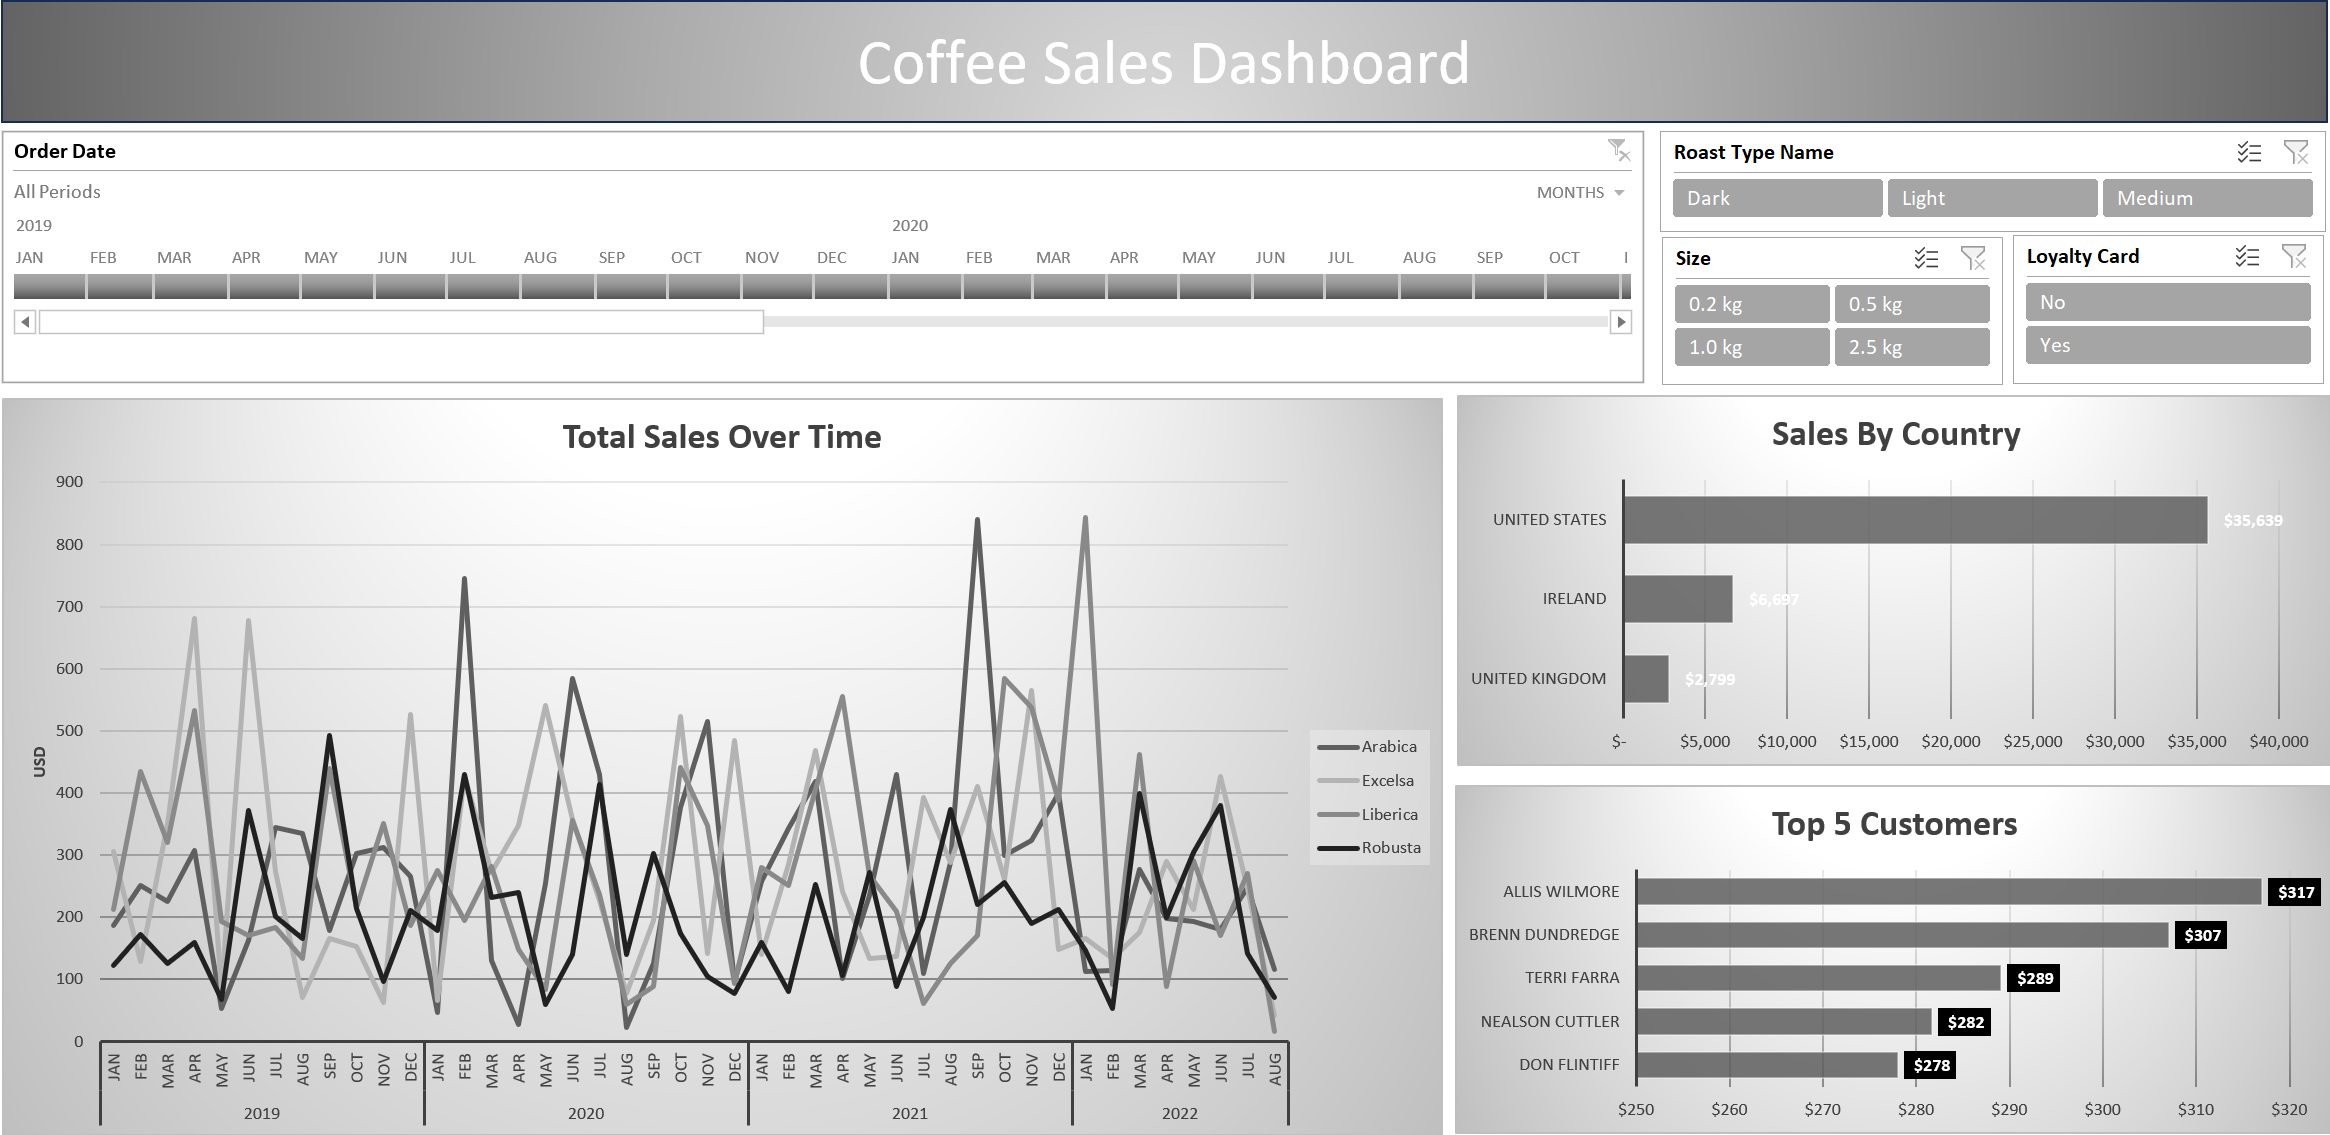 Coffee Sales Dashboard
Order Date
All Periods
MONTHS
2019 2020
JAN FEB MAR APR MAY JUN JUL AUG SEP OCT NOV DEC JAN FEB MAR APR MAY JUN JUL AUG SEP OCT
Roast Type Name
Dark Light Medium
Size
0.2 kg 0.5 kg
1.0 kg 2.5 kg
Loyalty Card
No
Yes
Total Sales Over Time
900
800
700
600
500
400
300
200
100
0
USD
JAN FEB MAR APR MAY JUN JUL AUG SEP OCT NOV DEC JAN FEB MAR APR MAY JUN JUL AUG SEP OCT NOV DEC JAN FEB MAR APR MAY JUN JUL AUG SEP OCT NOV DEC JAN FEB MAR APR MAY JUN JUL AUG
2019 2020 2021 2022
Arabica
Excelsa
Liberica
Robusta
Sales By Country
UNITED STATES $35,639
IRELAND $6,697
UNITED KINGDOM $2,799
$- $5,000 $10,000 $15,000 $20,000 $25,000 $30,000 $35,000 $40,000
Top 5 Customers
ALLIS WILMORE $317
BRENN DUNDREDGE $307
TERRI FARRA $289
NEALSON CUTTLER $282
DON FLINTIFF $278
$250 $260 $270 $280 $290 $300 $310 $320